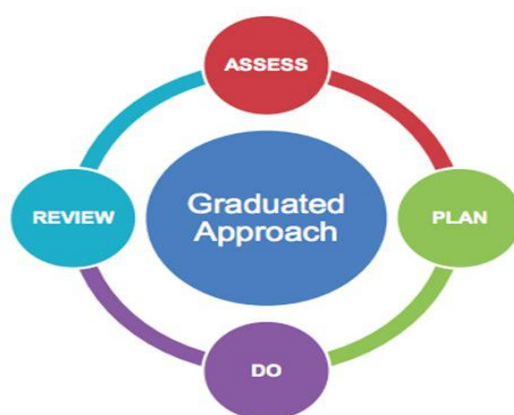 ASSESS
REVIEW
Graduated
Approach
PLAN
DO